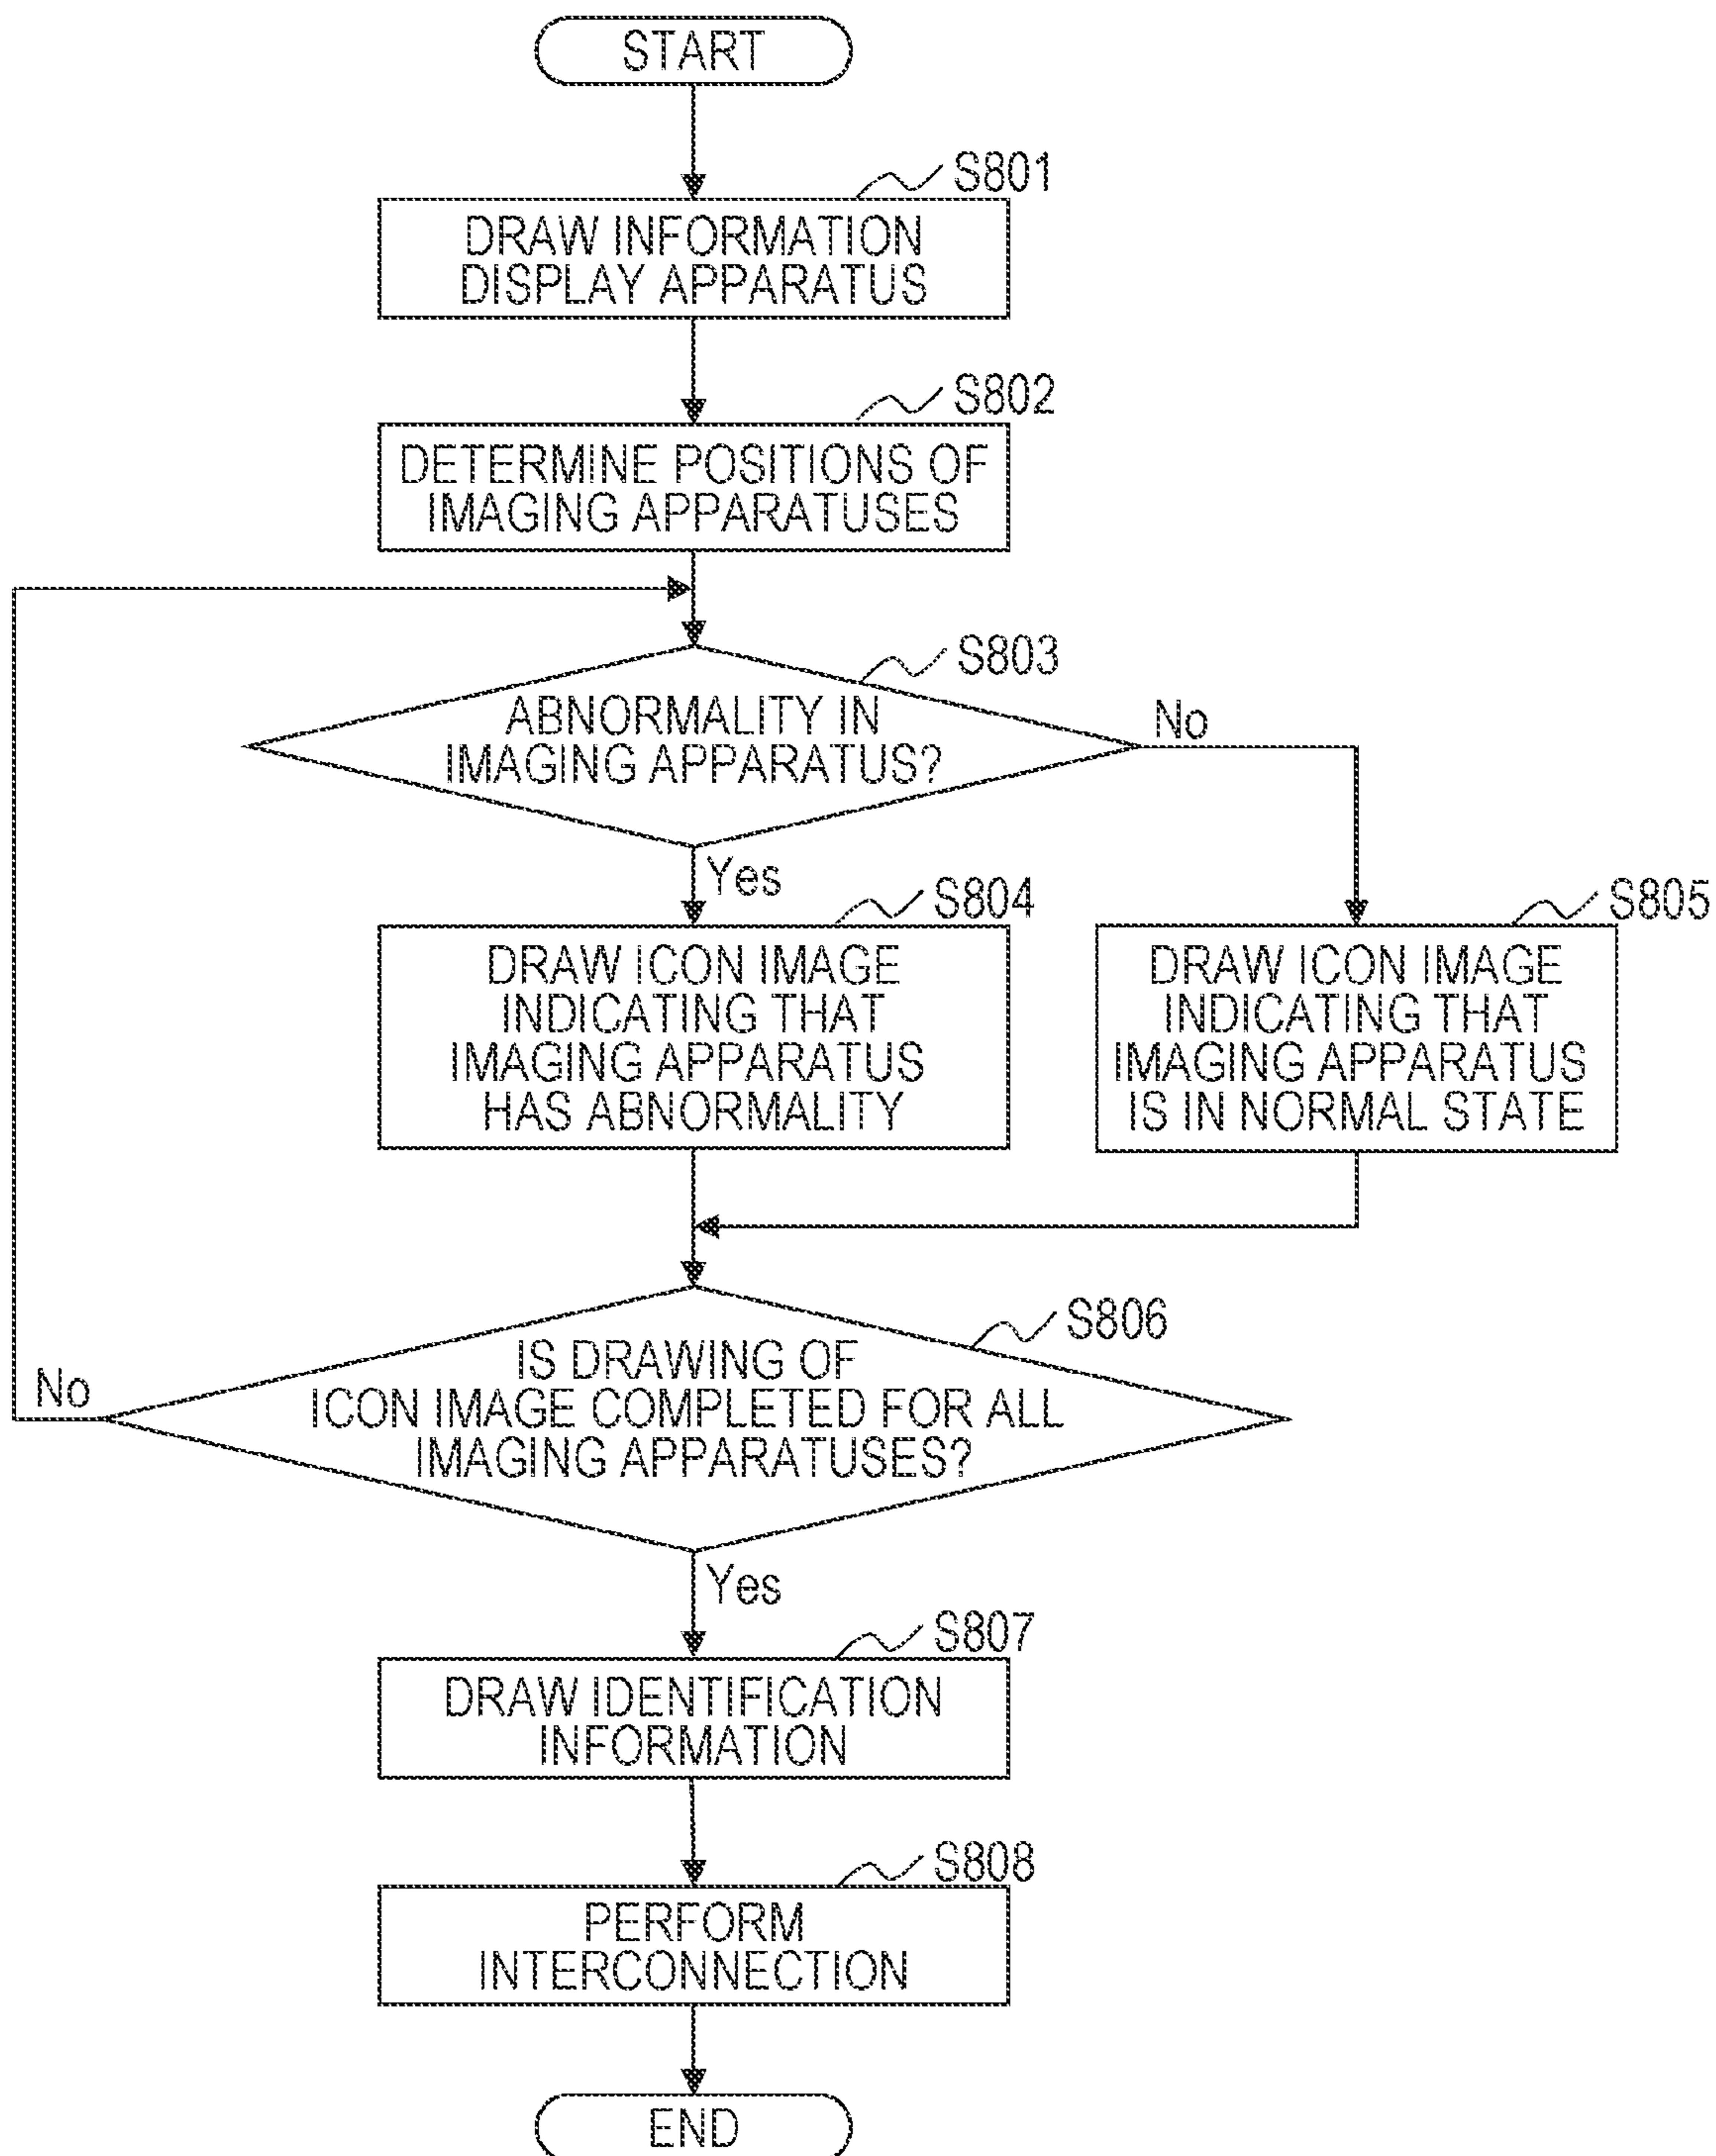 START
S801
DRAW INFORMATION
DISPLAY APPARATUS
S802
DETERMINE POSITIONS OF
IMAGING APPARATUSES
S803
ABNORMALITY IN
IMAGING APPARATUS?
No
Yes
S804
DRAW ICON IMAGE
INDICATING THAT
IMAGING APPARATUS
HAS ABNORMALITY
S805
DRAW ICON IMAGE
INDICATING THAT
IMAGING APPARATUS
IS IN NORMAL STATE
S806
IS DRAWING OF
ICON IMAGE COMPLETED FOR ALL
IMAGING APPARATUSES?
No
Yes
S807
DRAW IDENTIFICATION
INFORMATION
S808
PERFORM
INTERCONNECTION
END